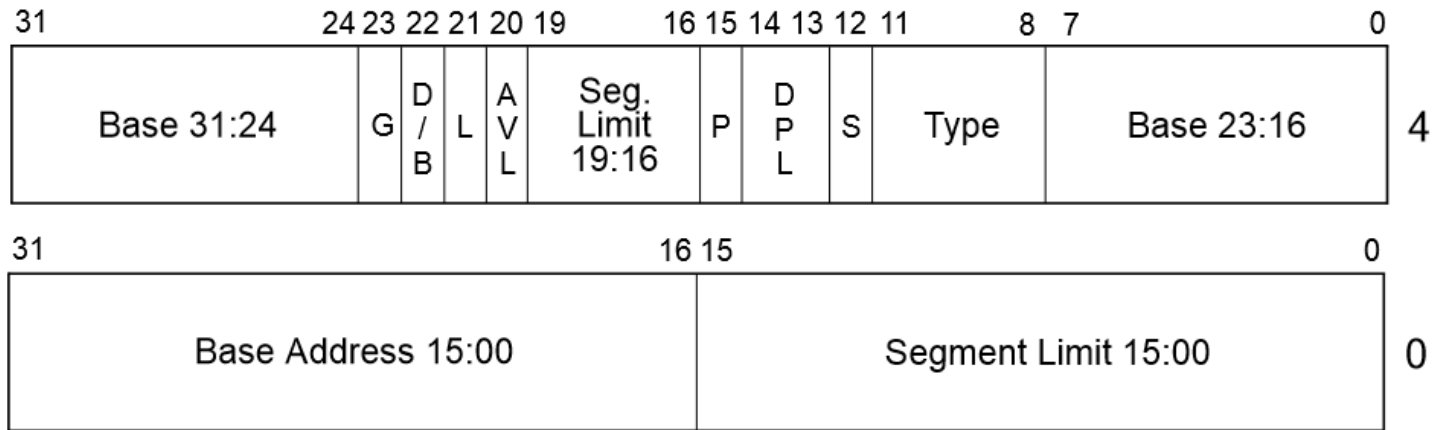 31 24 23 22 21 20 19 16 15 14 13 12 11 8 7 0
Base 31:24 G D/B L AVL Seg. Limit 19:16 P DPL S Type Base 23:16 4
31 16 15 0
Base Address 15:00 Segment Limit 15:00 0